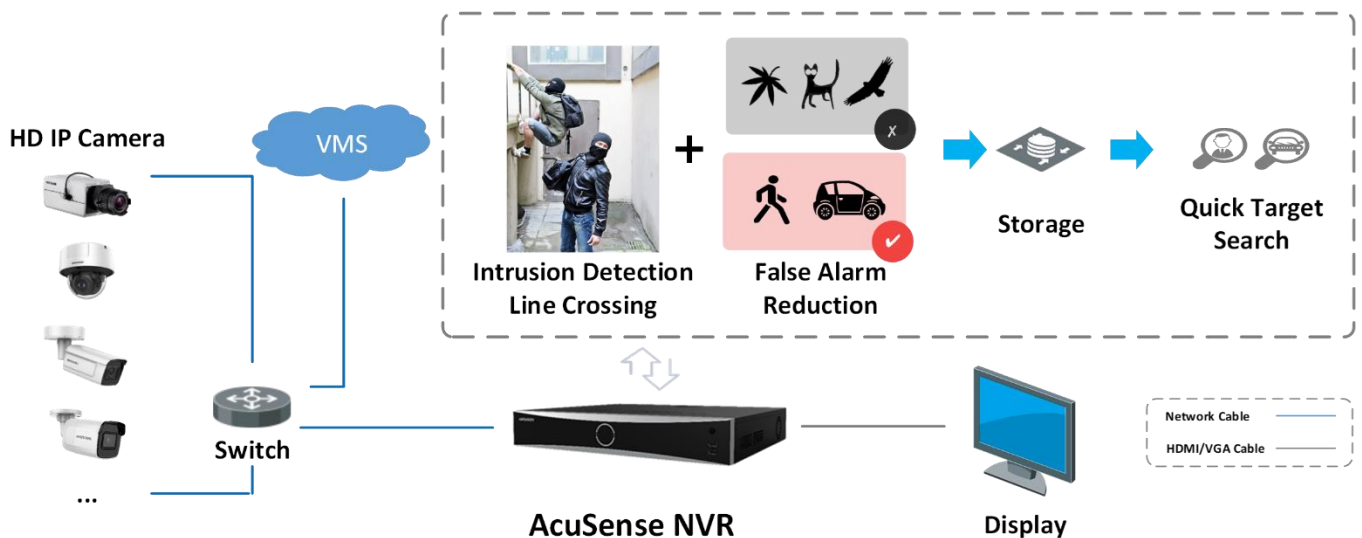 HD IP Camera
VMS
Switch
...
Intrusion Detection
Line Crossing
+
False Alarm
Reduction
Storage
Quick Target
Search
AcuSense NVR
Display
Network Cable
HDMI/VGA Cable